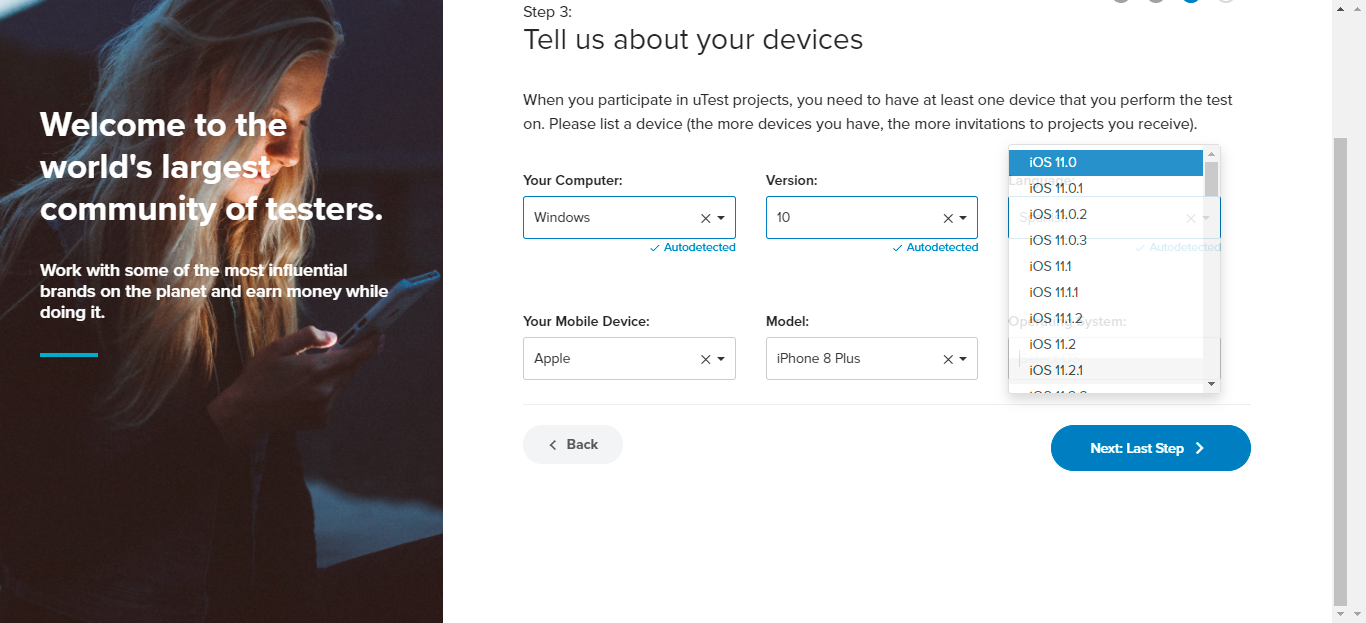 Welcome to the
world's largest
community of testers.
Work with some of the most influential
brands on the planet and earn money while
doing it.
Step 3:
Tell us about your devices
When you participate in uTest projects, you need to have at least one device that you perform the test
on. Please list a device (the more devices you have, the more invitations to projects you receive).
Your Computer:
Windows
Autodetected
Version:
10
Autodetected
Language:
Autodetected
Your Mobile Device:
Apple
Model:
iPhone 8 Plus
Operating System:
iOS 11.0
iOS 11.0.1
iOS 11.0.2
iOS 11.0.3
iOS 11.1
iOS 11.1.1
iOS 11.1.2
iOS 11.2
iOS 11.2.1
Back
Next: Last Step